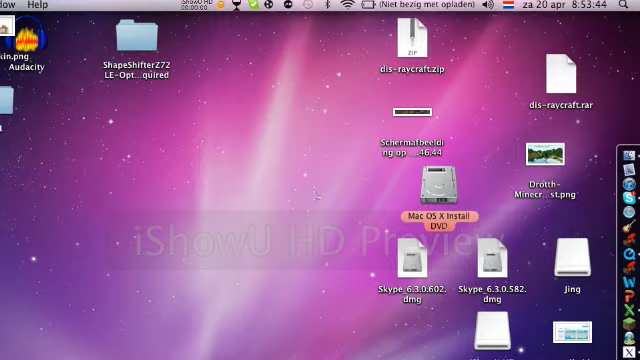 dow Help
iShowU HD
00:00:00
(Niet bezig met opladen)
za 20 apr 8:53:44
kin.png
Audacity
ShapeShifterZ72
LE-Opt...quired
ZIP
dis-raycraft.zip
dis-raycraft.rar
Schermafbeeldi
ng op ...46.44
Drotth-
Minecr...st.png
Mac OS X Install
DVD
iShowU HD Preview
Skype_6.3.0.602.
dmg
Skype_6.3.0.582.
dmg
Jing